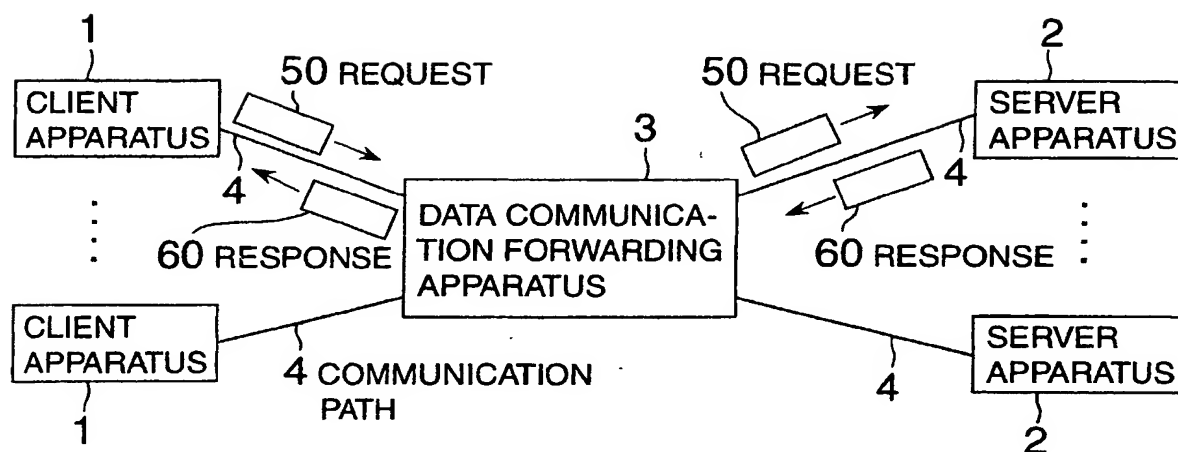 1
CLIENT
APPARATUS
50 REQUEST
4
60 RESPONSE
3
DATA COMMUNICA-
TION FORWARDING
APPARATUS
50 REQUEST
2
SERVER
APPARATUS
4
60 RESPONSE
CLIENT
APPARATUS
1
4 COMMUNICATION
PATH
4
SERVER
APPARATUS
2